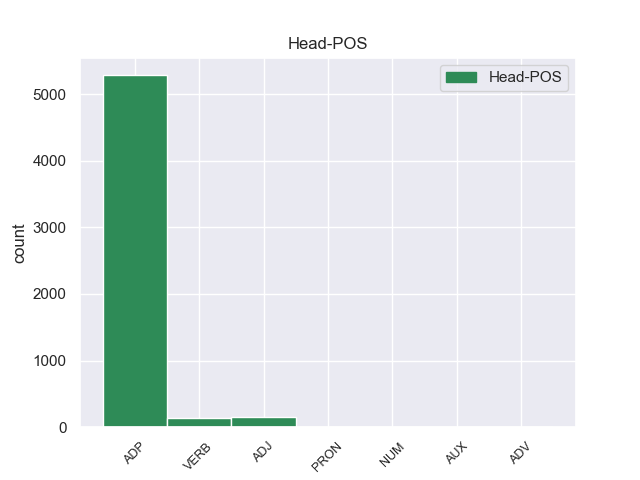 Head-POS
Head-POS
5000
4000
3000
2000
1000
0
count
ADP VERB ADJ PRON NUM AUX ADV